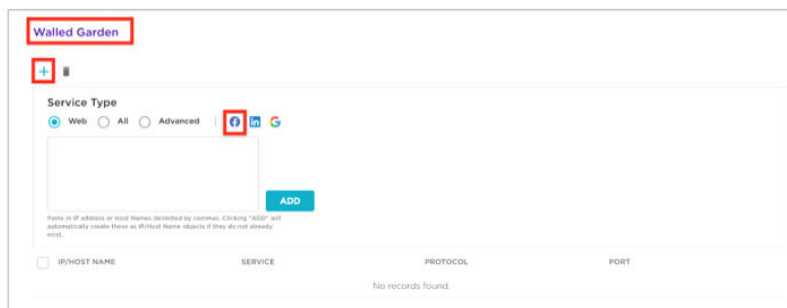 Walled Garden
Service Type
Web All Advanced
ADD
Paste in IP address or Host Names delimited by commas. Clicking "ADD" will
automatically create these as IP/Host Name objects if they do not already
exist.
IP/HOST NAME SERVICE PROTOCOL PORT
No records found.